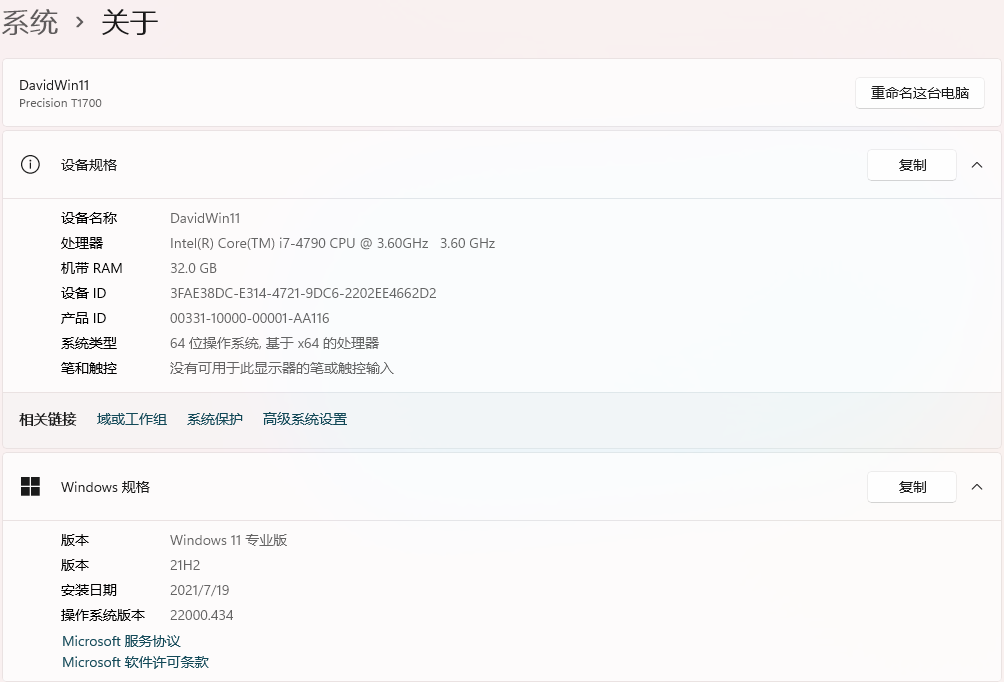 系统 › 关于
DavidWin11
Precision T1700
重命名这台电脑
设备规格
复制
设备名称 DavidWin11
处理器 Intel(R) Core(TM) i7-4790 CPU @ 3.60GHz 3.60 GHz
机带 RAM 32.0 GB
设备 ID 3FAE38DC-E314-4721-9DC6-2202EE4662D2
产品 ID 00331-10000-00001-AA116
系统类型 64 位操作系统, 基于 x64 的处理器
笔和触控 没有可用于此显示器的笔或触控输入
相关链接 域或工作组 系统保护 高级系统设置
Windows 规格
复制
版本 Windows 11 专业版
版本 21H2
安装日期 2021/7/19
操作系统版本 22000.434
Microsoft 服务协议
Microsoft 软件许可条款